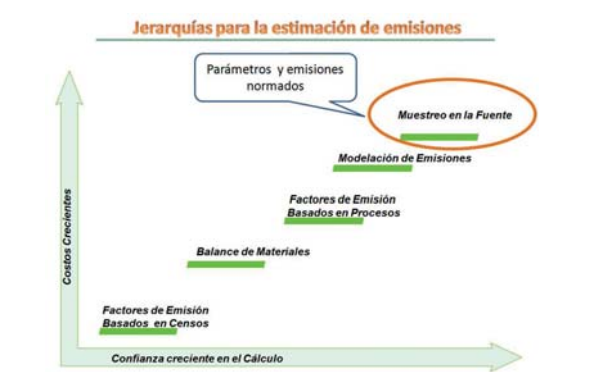 Jerarquías para la estimación de emisiones
Parámetros y emisiones
normados
Muestreo en la Fuente
Modelación de Emisiones
Factores de Emisión
Basados en Procesos
Balance de Materiales
Factores de Emisión
Basados en Censos
Costos Crecientes
Confianza creciente en el Cálculo